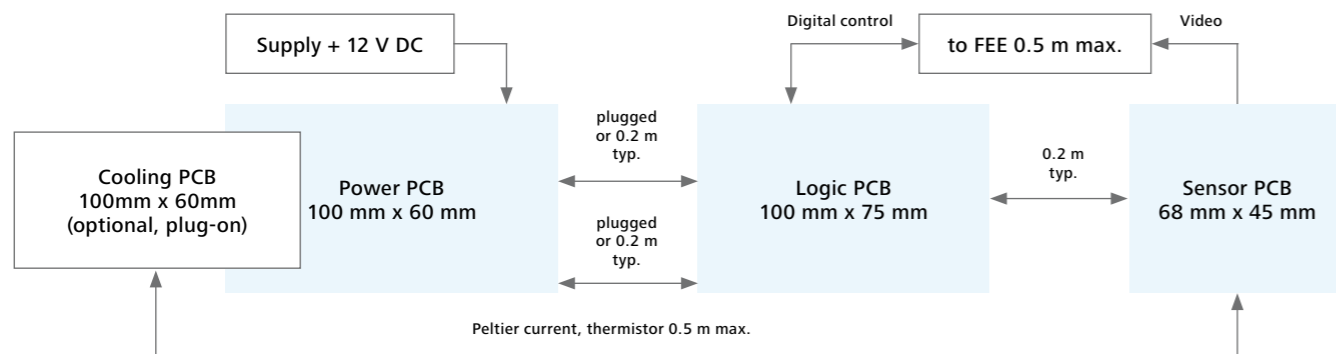 Digital control
Video
Supply + 12 V DC
to FEE 0.5 m max.
plugged
or 0.2 m
typ.
Cooling PCB
100mm x 60mm
(optional, plug-on)
Power PCB
100 mm x 60 mm
Logic PCB
100 mm x 75 mm
0.2 m
typ.
Sensor PCB
68 mm x 45 mm
plugged
or 0.2 m
typ.
Peltier current, thermistor 0.5 m max.